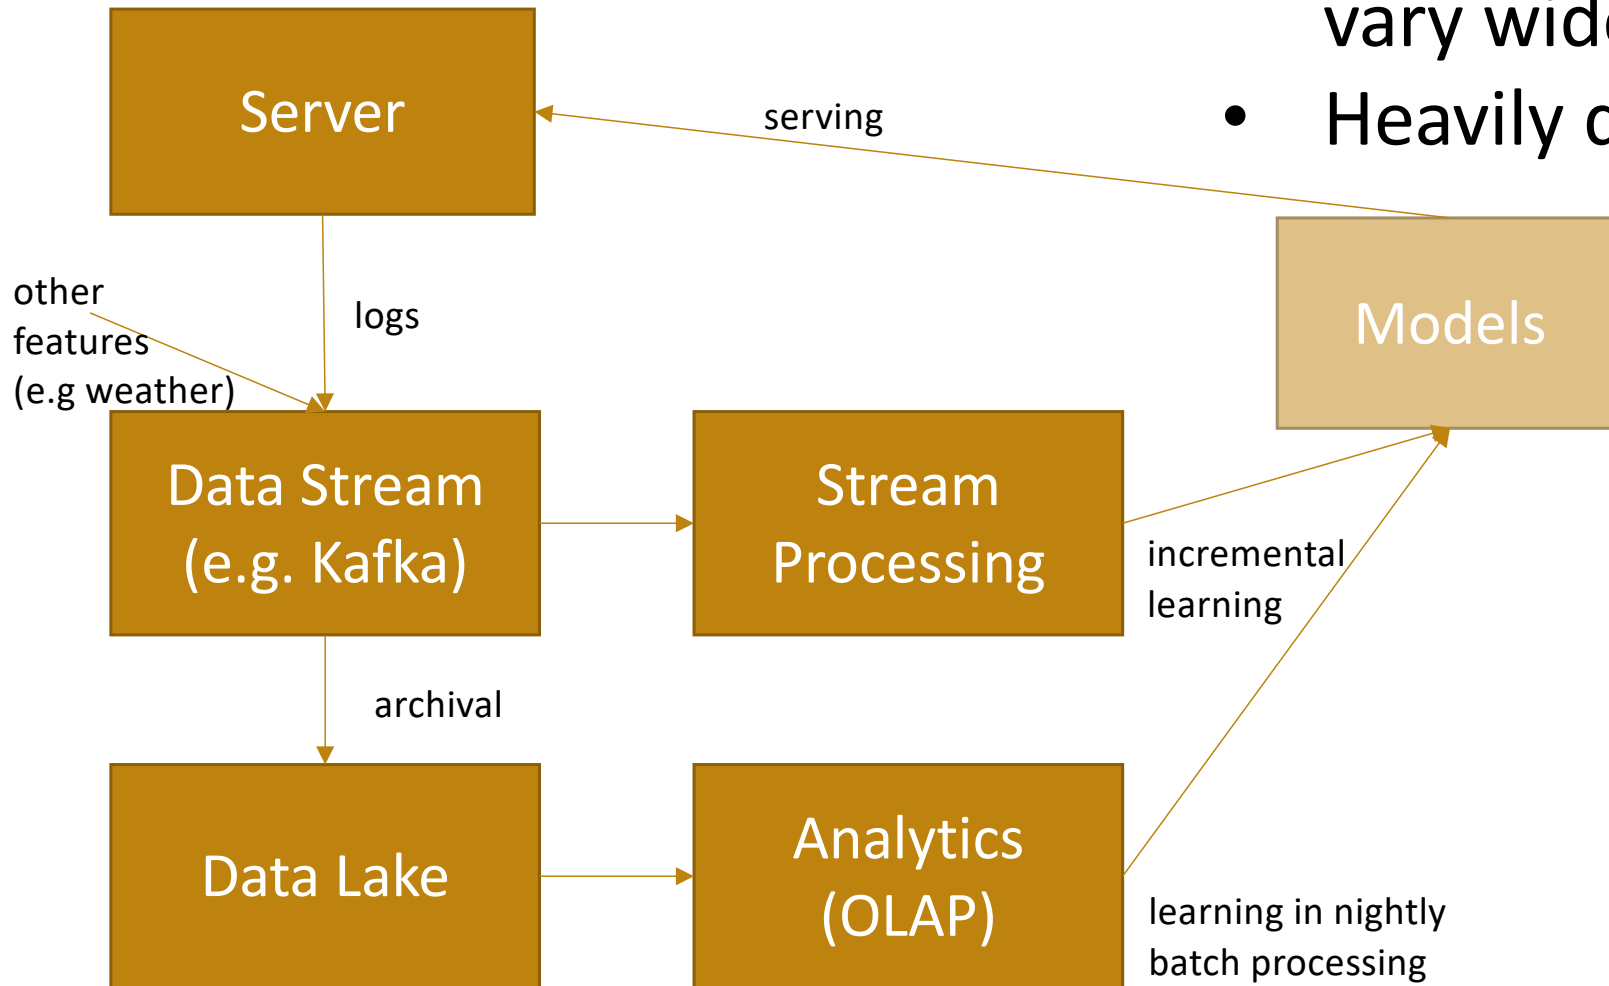 vary wid
• Heavily
Server
serving
other
features
(e.g weather)
logs
Models
Data Stream
(e.g. Kafka)
Stream
Processing
incremental
learning
archival
Data Lake
Analytics
(OLAP)
learning in nightly
batch processing